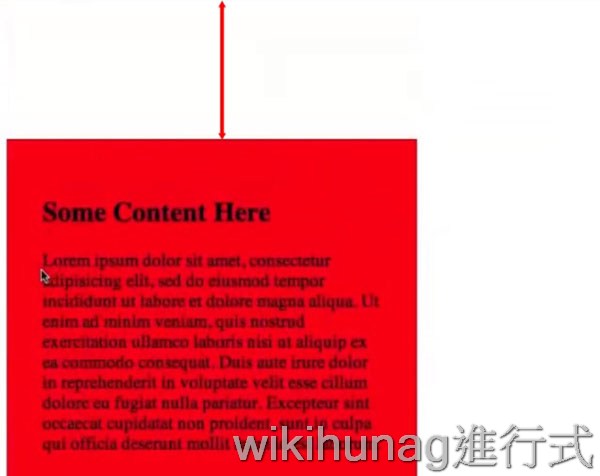 Some Content Here
Lorem ipsum dolor sit amet, consectetur
adipisicing elit, sed do eiusmod tempor
incididunt ut labore et dolore magna aliqua. Ut
enim ad minim veniam, quis nostrud
exercitation ullamco laboris nisi ut aliquip ex
ea commodo consequat. Duis aute irure dolor
in reprehenderit in voluptate velit esse cillum
dolore eu fugiat nulla pariatur. Excepteur sint
occaecat cupidatat non proident, sunt in culpa
qui officia deserunt mollit
wikihunag進行式